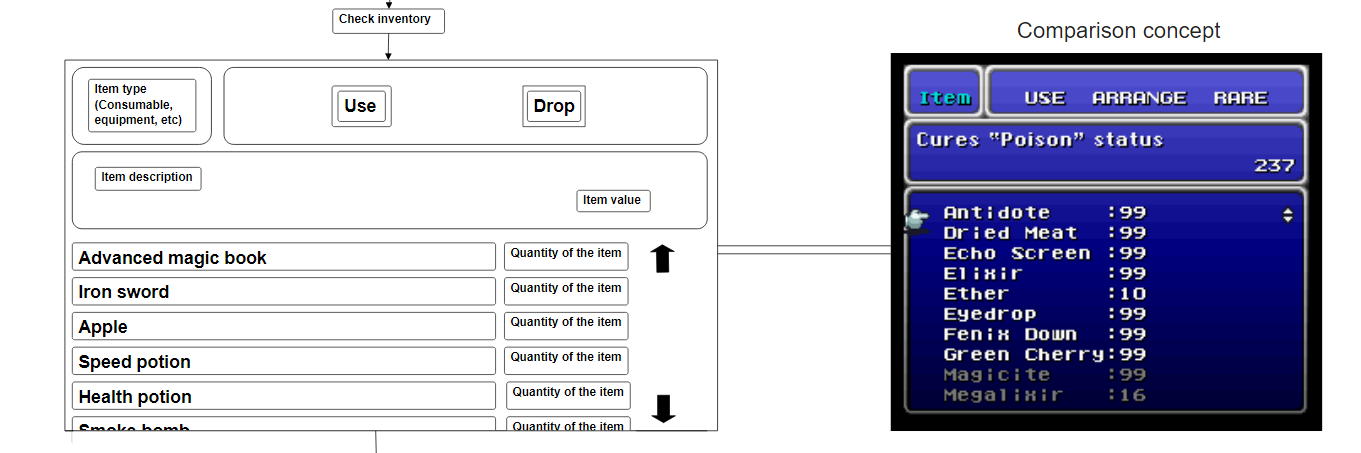 Check inventory
Item type
(Consumable,
equipment, etc)
Use
Drop
Item description
Item value
Advanced magic book
Quantity of the item
Iron sword
Quantity of the item
Apple
Quantity of the item
Speed potion
Quantity of the item
Health potion
Quantity of the item
Smoke bomb
Quantity of the item
Comparison concept
Item
USE ARRANGE RARE
Cures "Poison" status
237
Antidote :99
Dried Meat :99
Echo Screen :99
Elixir :99
Ether :10
Eyedrop :99
Fenix Down :99
Green Cherry:99
Magicite :99
Megalixir :16